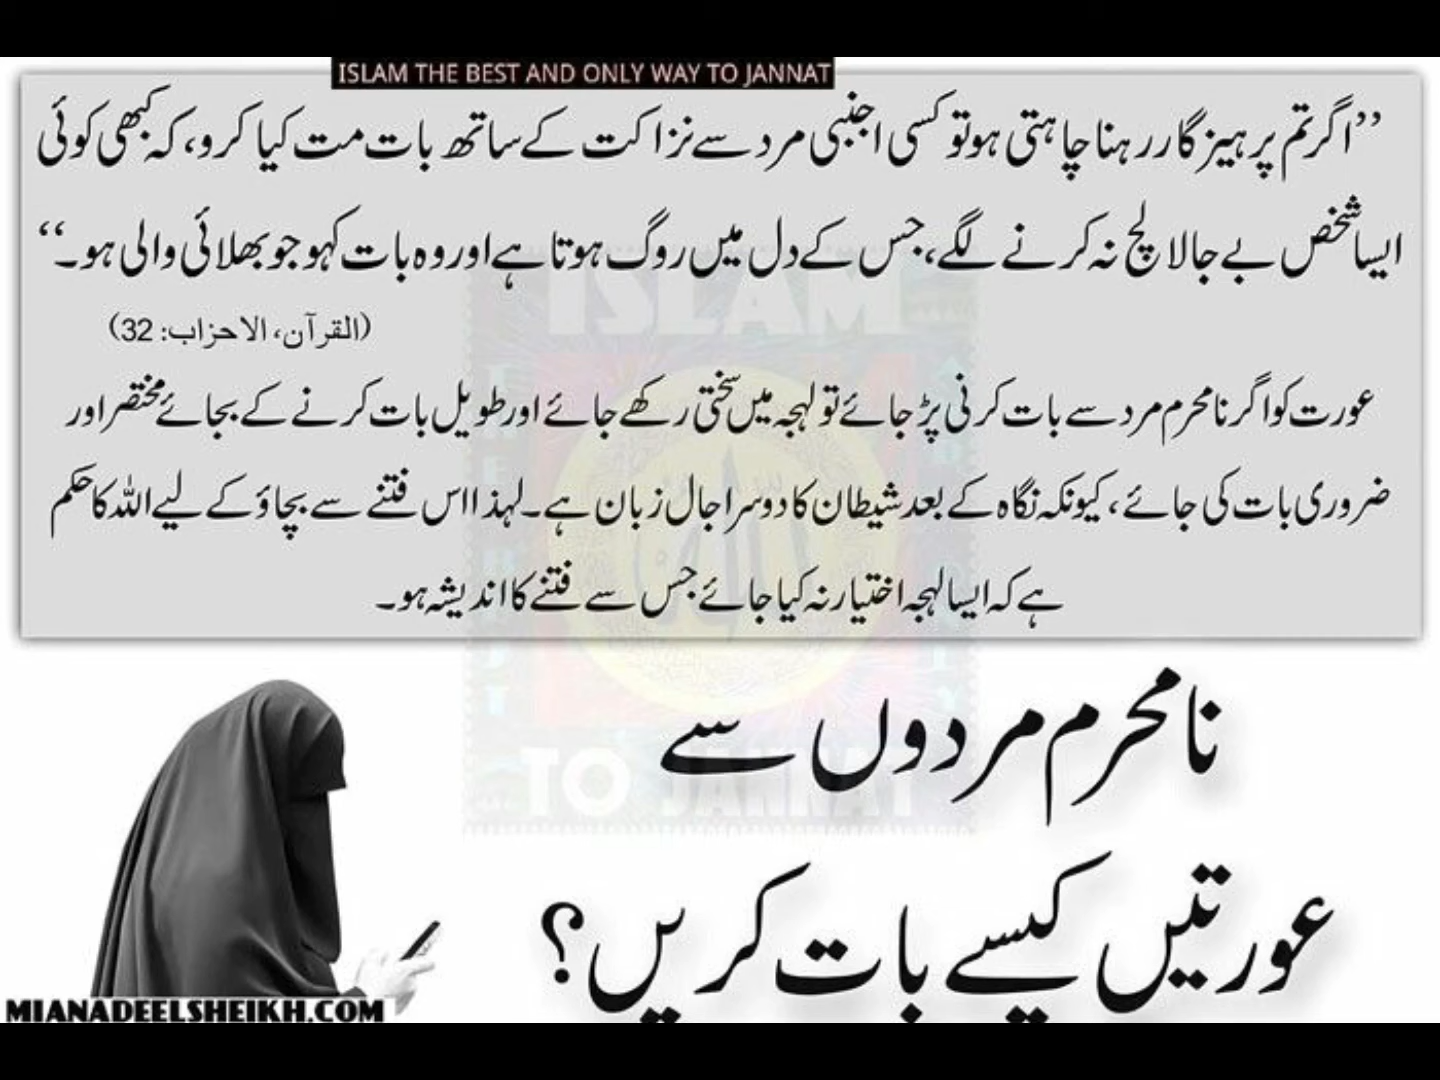 ISLAM THE BEST AND ONLY WAY TO JANNAT
’’اگر تم پرہیزگار رہنا چاہتی ہو تو کسی اجنبی مرد سے نزاکت کے ساتھ بات مت کیا کرو، کہ کبھی کوئی
ایسا شخص بے جا لالچ نہ کرنے لگے، جس کے دل میں روگ ہوتا ہے اور وہ بات کہو جو بھلائی والی ہو۔‘‘
(القرآن، الاحزاب: 32)
عورت کو اگر نامحرم مرد سے بات کرنی پڑ جائے تو لہجہ میں سختی رکھے جائے اور طویل بات کرنے کے بجائے مختصر اور
ضروری بات کی جائے، کیونکہ نگاہ کے بعد شیطان کا دوسرا جال زبان ہے۔ لہذا اس فتنے سے بچاؤ کے لیے اللہ کا حکم
ہے کہ ایسا لہجہ اختیار نہ کیا جائے جس سے فتنے کا اندیشہ ہو۔
ISLAM
TO JANNAT
نامحرم مردوں سے
عورتیں کیسے بات کریں؟
MIANADEELSHEIKH.COM